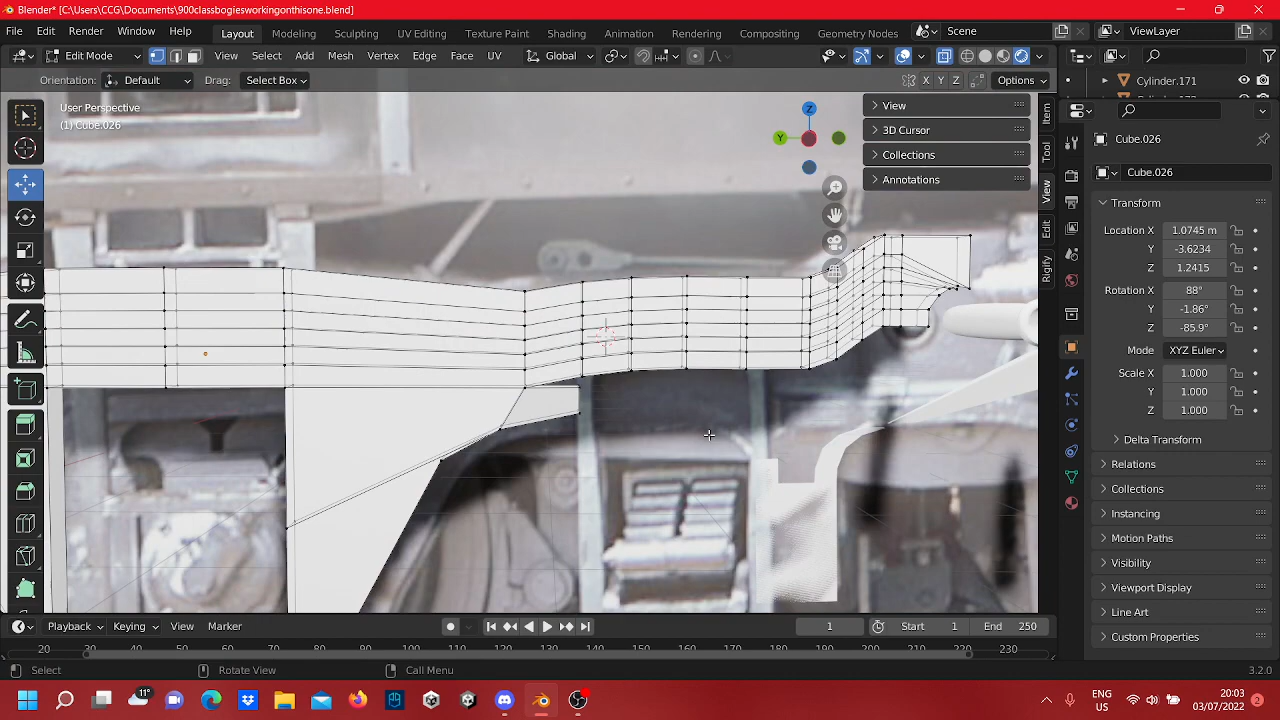 Blender* [C:\Users\CCG\Documents\900classbogiesworkingonthisone.blend]
File Edit Render Window Help Layout Modeling Sculpting UV Editing Texture Paint Shading Animation Rendering Compositing Geometry Nodes Scene ViewLayer
Edit Mode View Select Add Mesh Vertex Edge Face UV Global
Orientation: Default Drag: Select Box X Y Z Options
Cylinder.171
User Perspective
(1) Cube.026
Z
Y
View
3D Cursor
Collections
Annotations
Item
Tool
View
Edit
Rigify
Cube.026
Cube.026
Transform
Location X 1.0745 m
Y -3.6234
Z 1.2415
Rotation X 88°
Y -1.86°
Z -85.9°
Mode XYZ Euler
Scale X 1.000
Y 1.000
Z 1.000
Delta Transform
Relations
Collections
Instancing
Motion Paths
Visibility
Viewport Display
Line Art
Custom Properties
Playback Keying View Marker 1 Start 1 End 250
20 30 40 50 60 70 80 90 100 110 120 130 140 150 160 170 180 190 200 210 220 230
Select Rotate View Call Menu 3.2.0
11° ENG US 20:03 03/07/2022 2